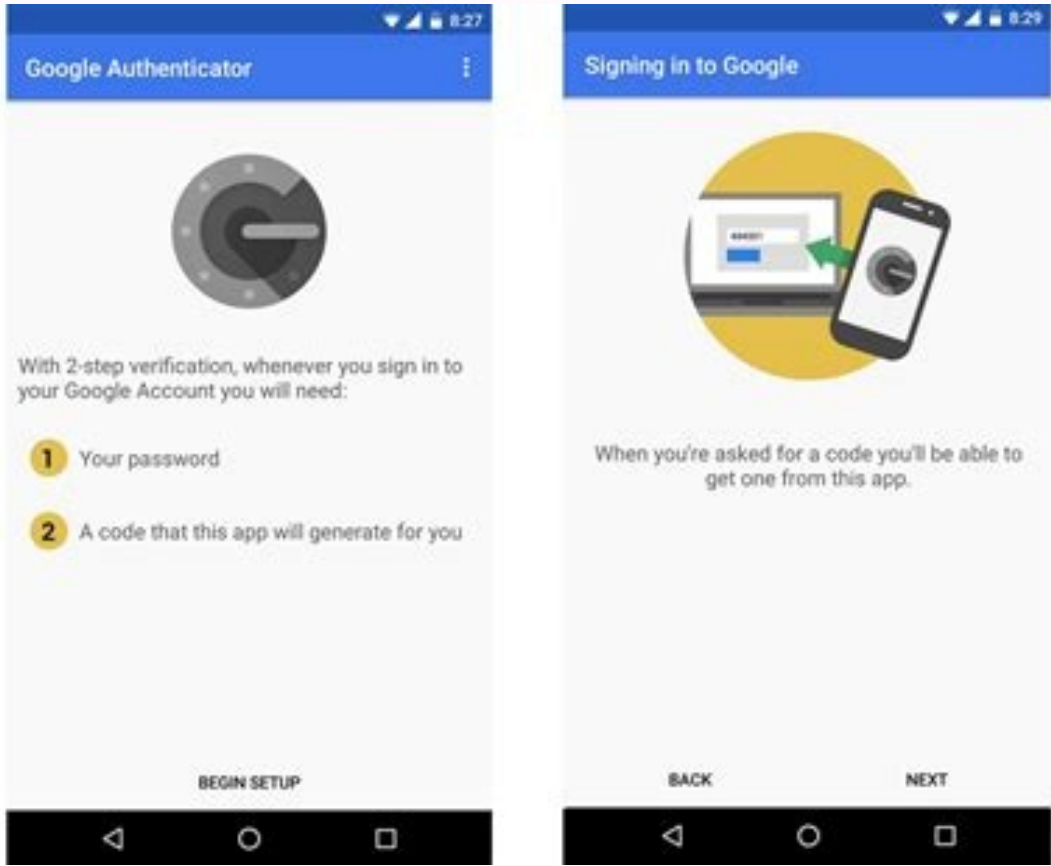 8:27
Google Authenticator
With 2-step verification, whenever you sign in to
your Google Account you will need:
1 Your password
2 A code that this app will generate for you
BEGIN SETUP
8:29
Signing in to Google
When you're asked for a code you'll be able to
get one from this app.
BACK NEXT